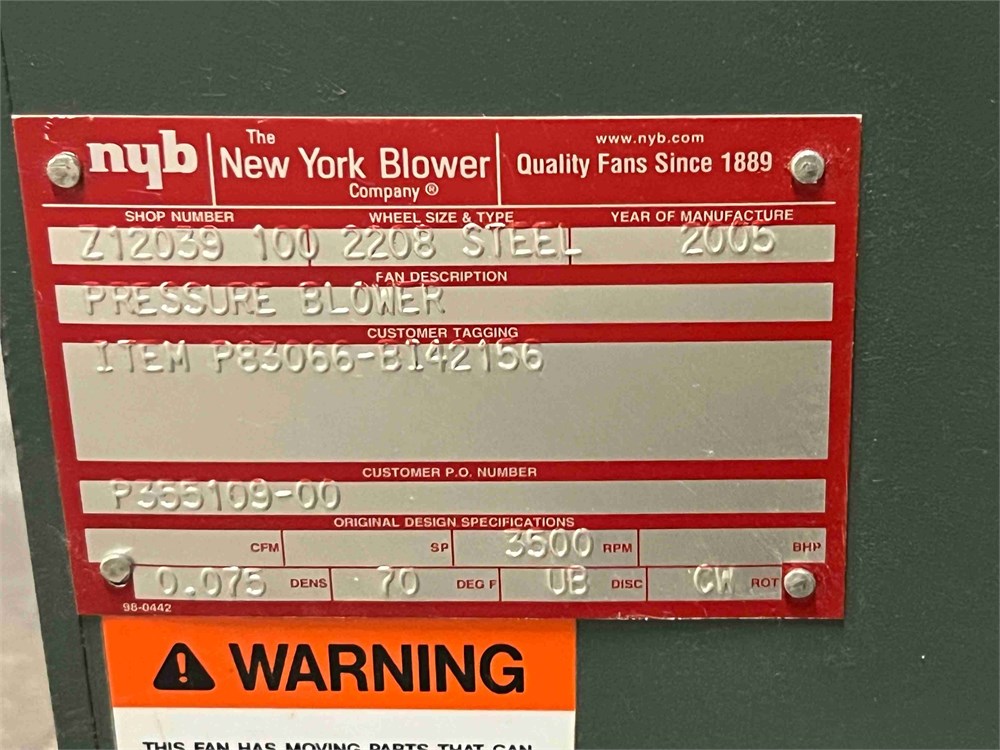 nyb
The
New York Blower
Company ®
www.nyb.com
Quality Fans Since 1889
SHOP NUMBER WHEEL SIZE & TYPE YEAR OF MANUFACTURE
Z12039 100 2208 STEEL 2005
FAN DESCRIPTION
PRESSURE BLOWER
CUSTOMER TAGGING
ITEM P83066-BI42156
CUSTOMER P.O. NUMBER
P355109-00
ORIGINAL DESIGN SPECIFICATIONS
CFM SP 3500 RPM BHP
0.075 DENS 70 DEG F UB DISC CW ROT
98-0442
WARNING
THIS FAN HAS MOVING PARTS THAT CAN